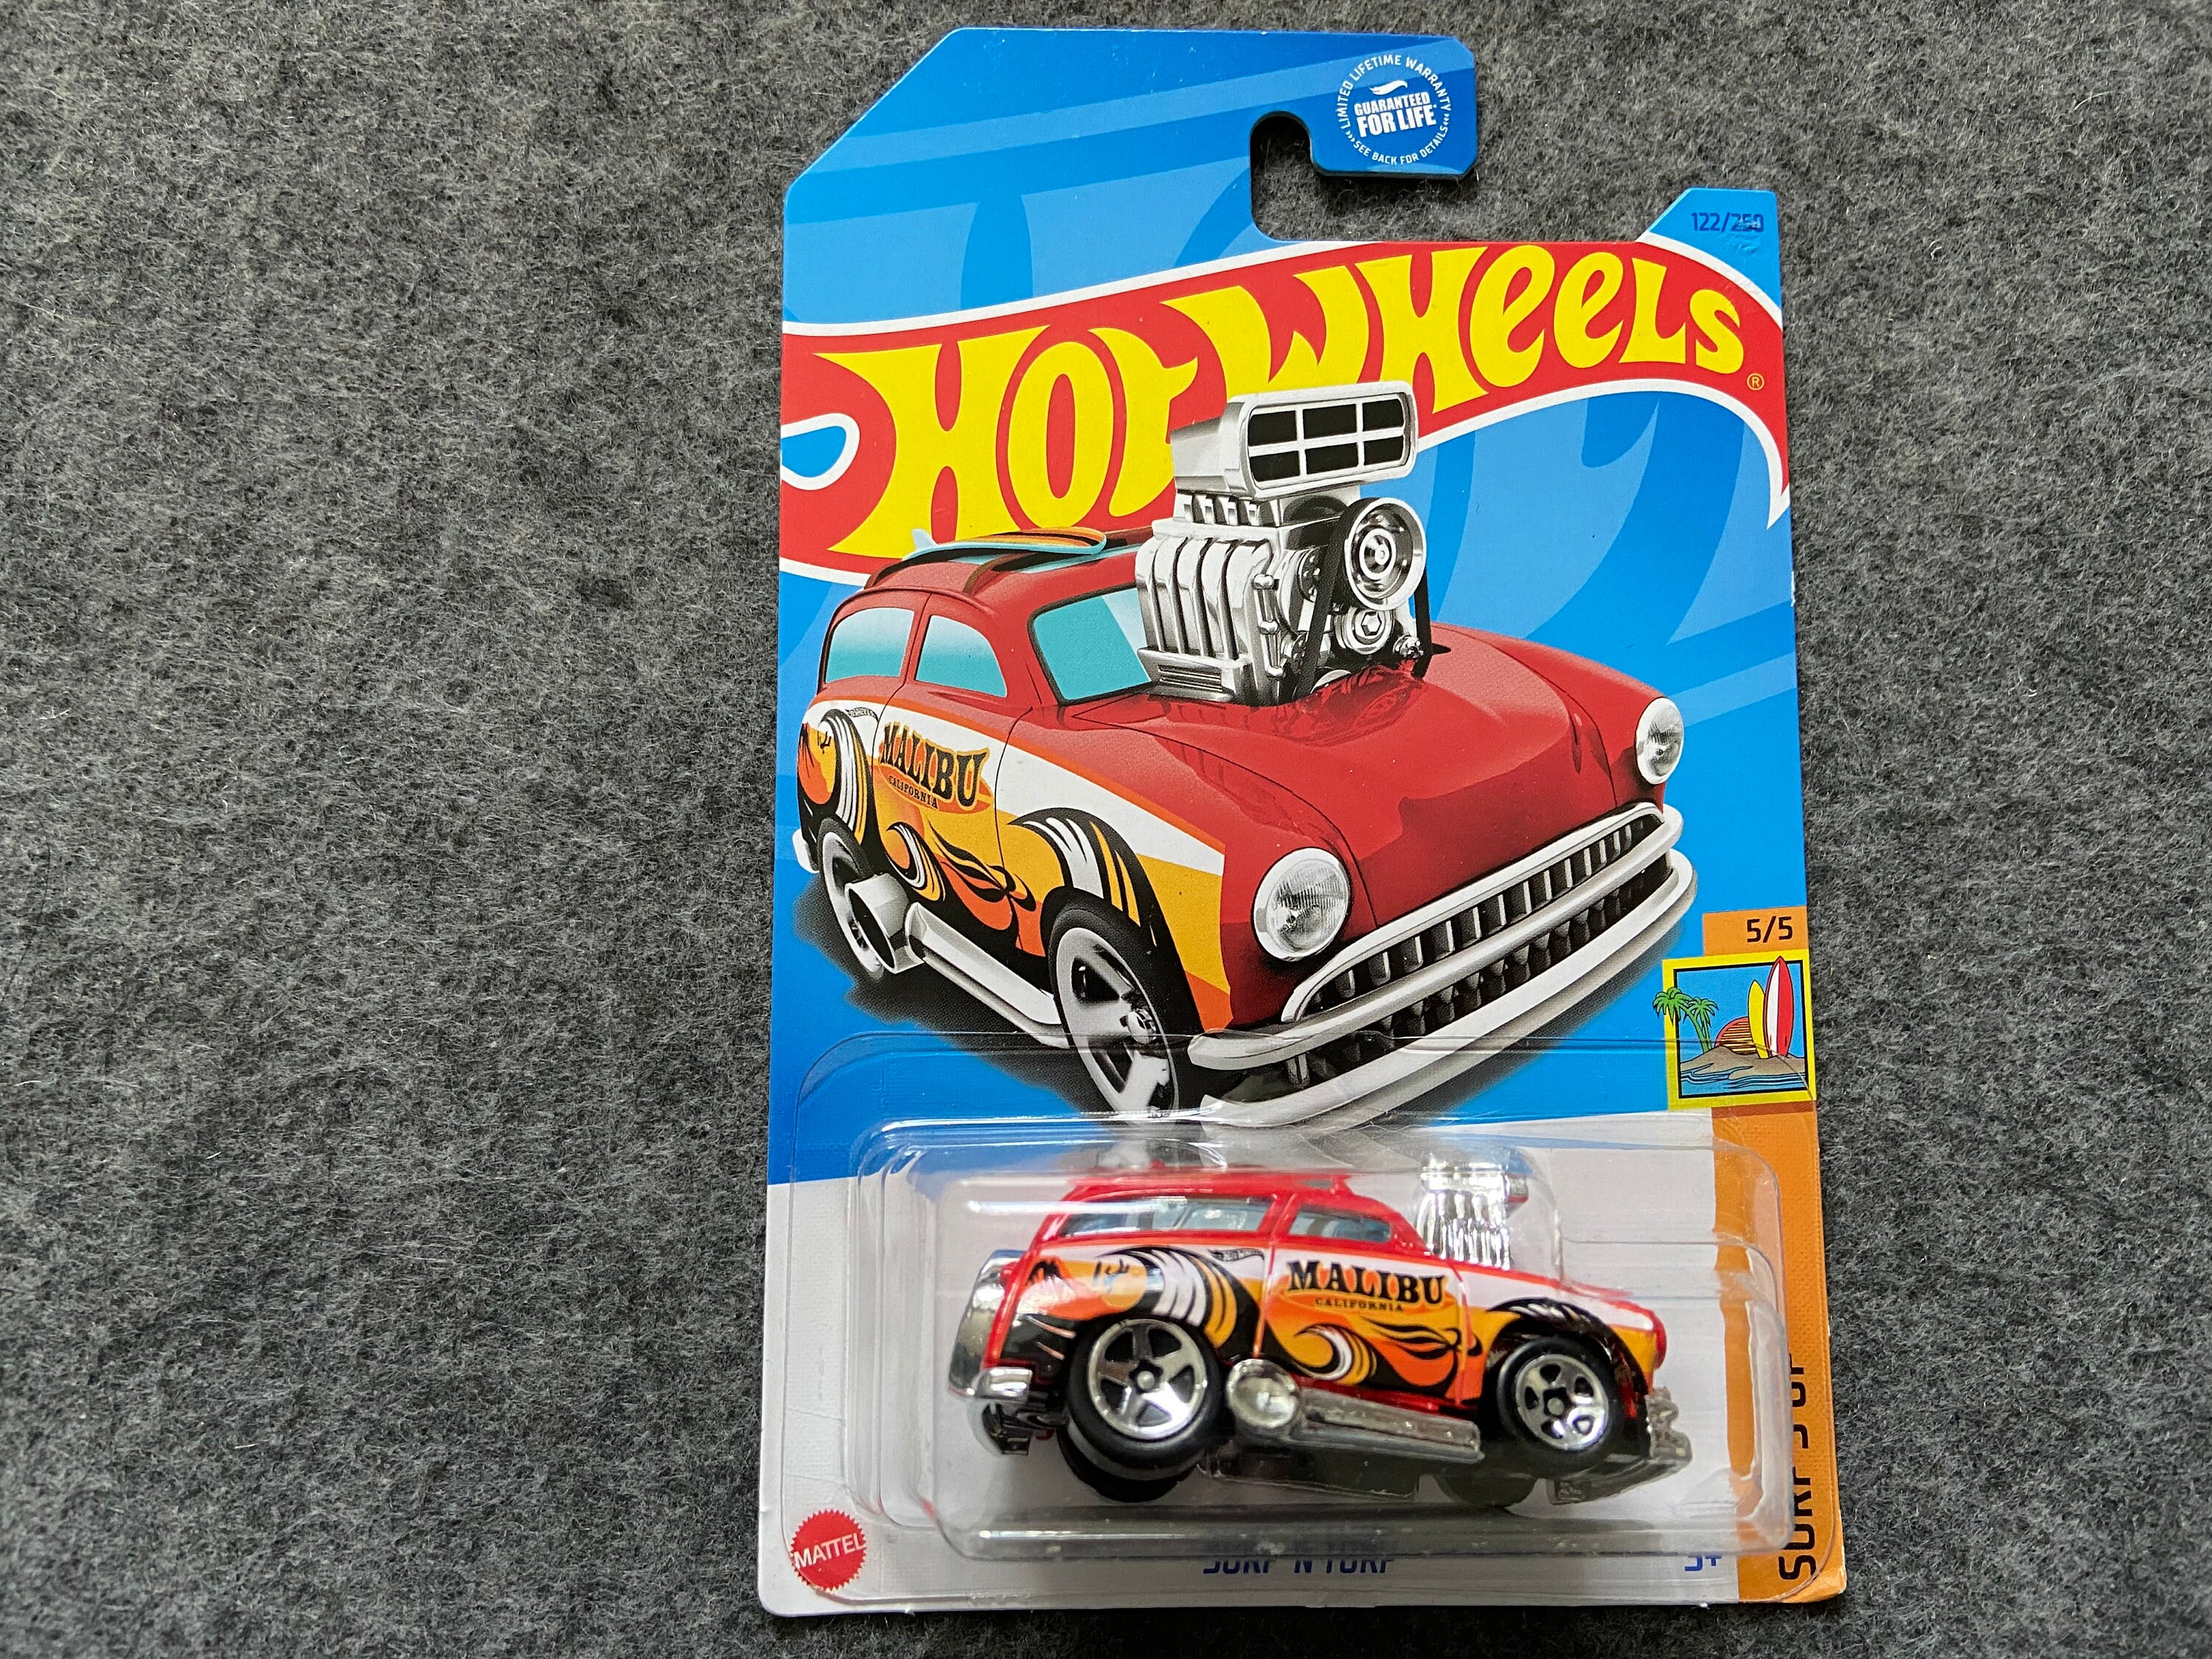 LIMITED LIFETIME WARRANTY
GUARANTEED
FOR LIFE
SEE BACK FOR DETAILS
122/250
HOT WHEELS®
MALIBU
CALIFORNIA
5/5
MALIBU
CALIFORNIA
SURF'S UP
MATTEL
SURF 'N TURF
5+